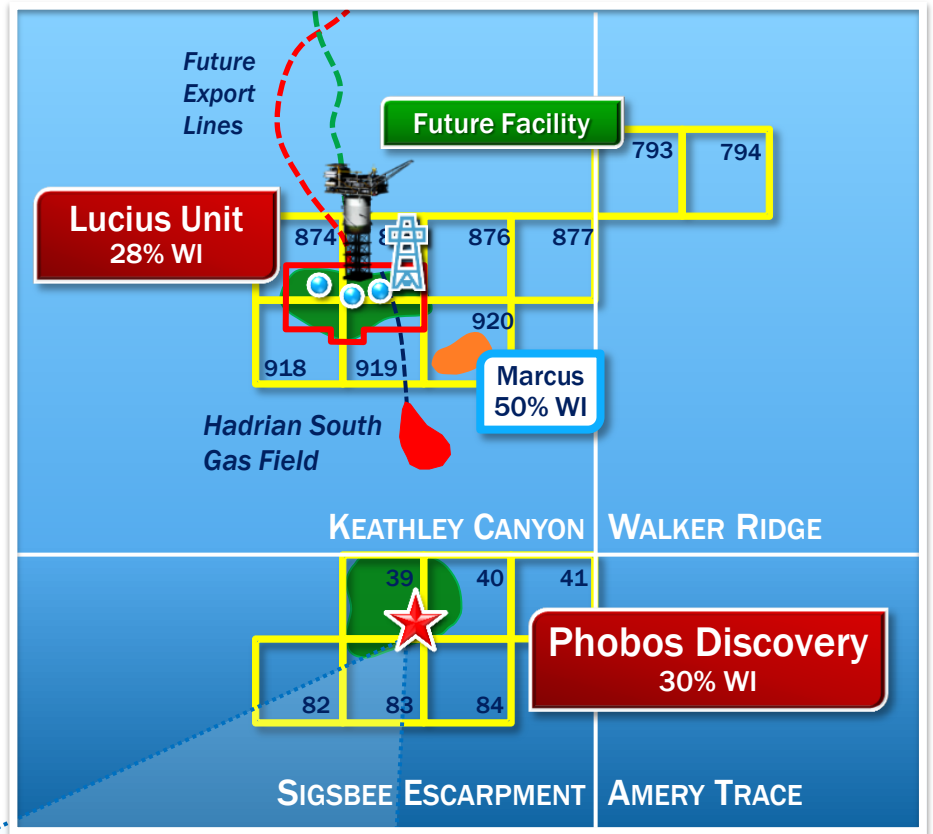 Future
Export
Lines
Future Facility
793
794
Lucius Unit
28% WI
874
876
877
920
918
919
Marcus
50% WI
Hadrian South
Gas Field
KEATHLEY CANYON
WALKER RIDGE
39
40
41
Phobos Discovery
30% WI
82
83
84
SIGSBEE ESCARPMENT
AMERY TRACE